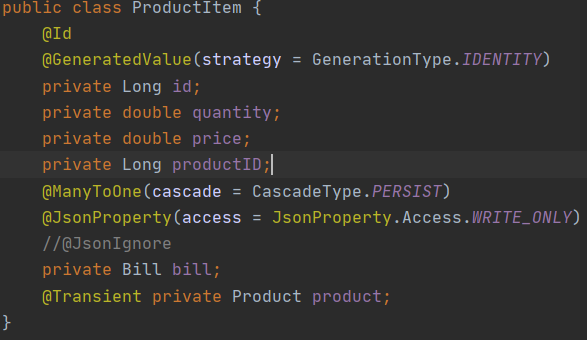 public class ProductItem {
@Id
@GeneratedValue(strategy = GenerationType.IDENTITY)
private Long id;
private double quantity;
private double price;
private Long productID;
@ManyToOne(cascade = CascadeType.PERSIST)
@JsonProperty(access = JsonProperty.Access.WRITE_ONLY)
//@JsonIgnore
private Bill bill;
@Transient private Product product;
}